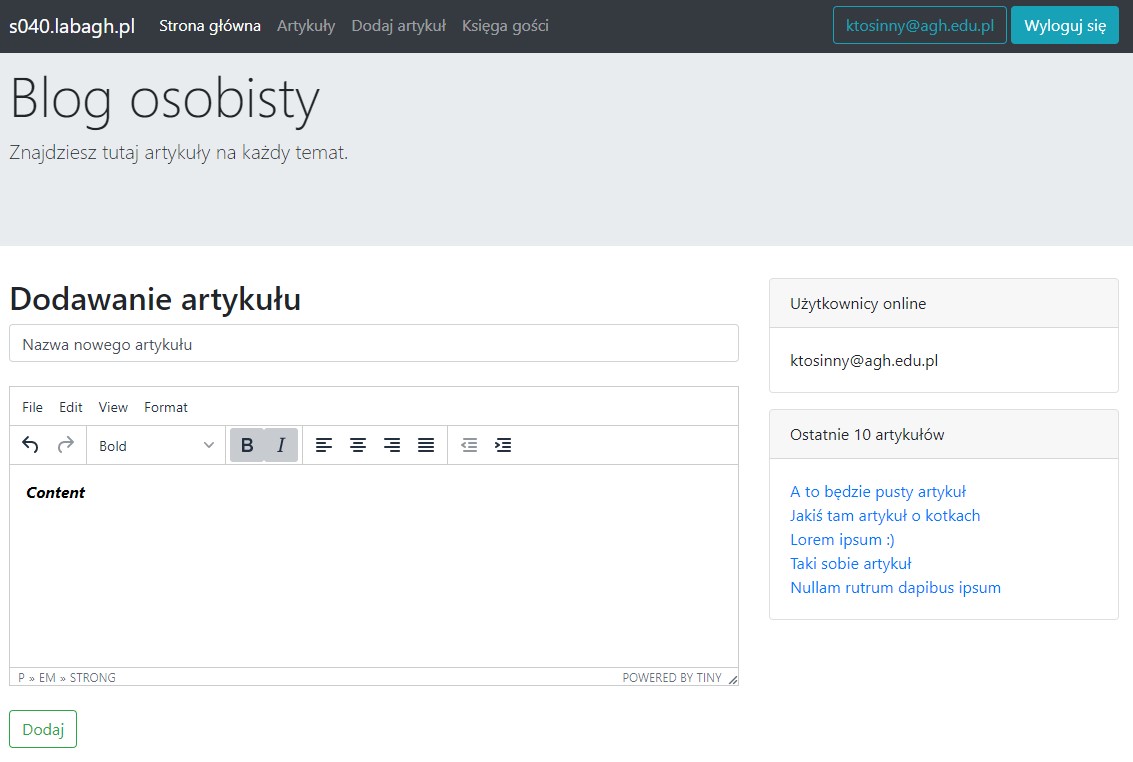 s040.labagh.pl Strona główna Artykuły Dodaj artykuł Księga gości ktosinny@agh.edu.pl Wyloguj się
Blog osobisty
Znajdziesz tutaj artykuły na każdy temat.
Dodawanie artykułu
Nazwa nowego artykułu
File Edit View Format
Bold B I
Content
P » EM » STRONG POWERED BY TINY
Dodaj
Użytkownicy online
ktosinny@agh.edu.pl
Ostatnie 10 artykułów
A to będzie pusty artykuł
Jakiś tam artykuł o kotkach
Lorem ipsum :)
Taki sobie artykuł
Nullam rutrum dapibus ipsum